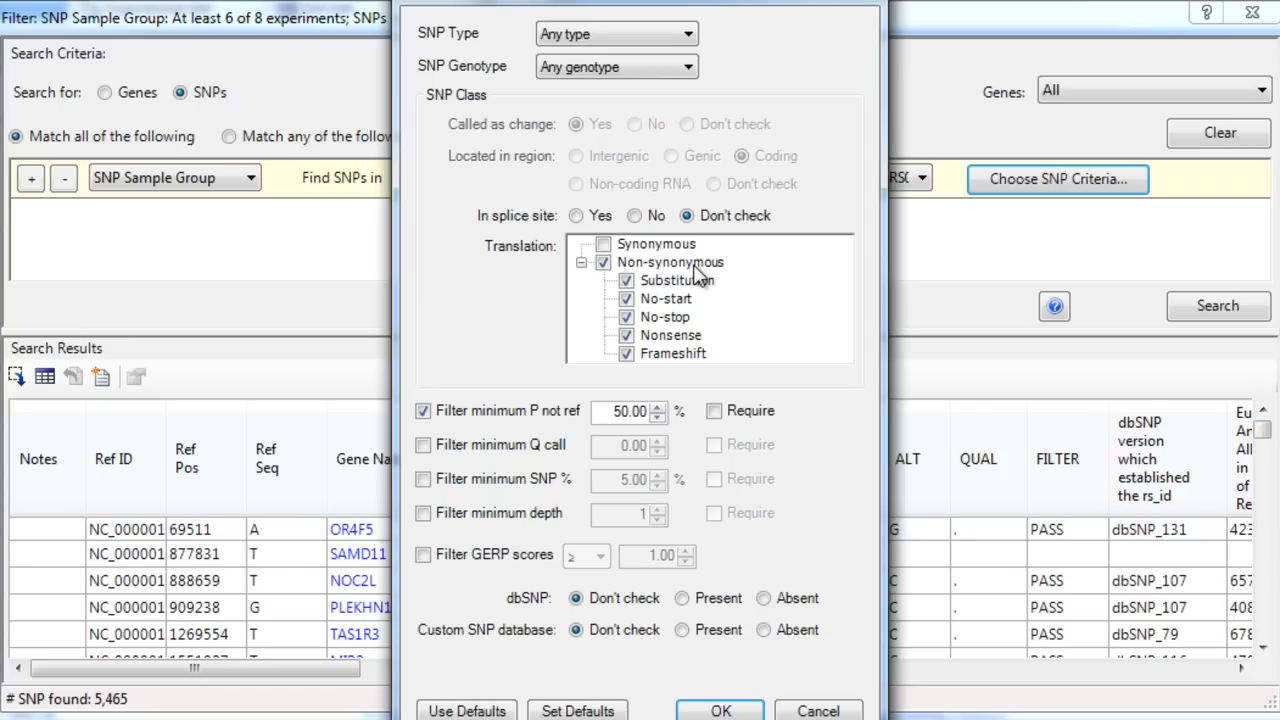 Filter: SNP Sample Group: At least 6 of 8 experiments; SNPs
Search Criteria:
Search for: Genes SNPs
Genes: All
Match all of the following Match any of the
Clear
+ - SNP Sample Group Find SNPs in
Choose SNP Criteria...
Search
SNP Type Any type
SNP Genotype Any genotype
SNP Class
Called as change: Yes No Don't check
Located in region: Intergenic Genic Coding
Non-coding RNA Don't check
In splice site: Yes No Don't check
Translation: Synonymous
Non-synonymous
Substitution
No-start
No-stop
Nonsense
Frameshift
Filter minimum P not ref 50.00 % Require
Filter minimum Q call 0.00 Require
Filter minimum SNP % 5.00 % Require
Filter minimum depth 1 Require
Filter GERP scores ≥ 1.00
dbSNP: Don't check Present Absent
Custom SNP database: Don't check Present Absent
Use Defaults Set Defaults OK Cancel
Search Results
Notes Ref ID Ref Pos Ref Seq Gene Na ALT QUAL FILTER dbSNP version which established the rs_id
NC_000001 69511 A OR4F5 G . PASS dbSNP_131 423
NC_000001 877831 T SAMD11
NC_000001 888659 T NOC2L C . PASS dbSNP_107 657
NC_000001 909238 G PLEKHN1 C . PASS dbSNP_107 408
NC_000001 1269554 T TAS1R3 C . PASS dbSNP_79 678
# SNP found: 5,465